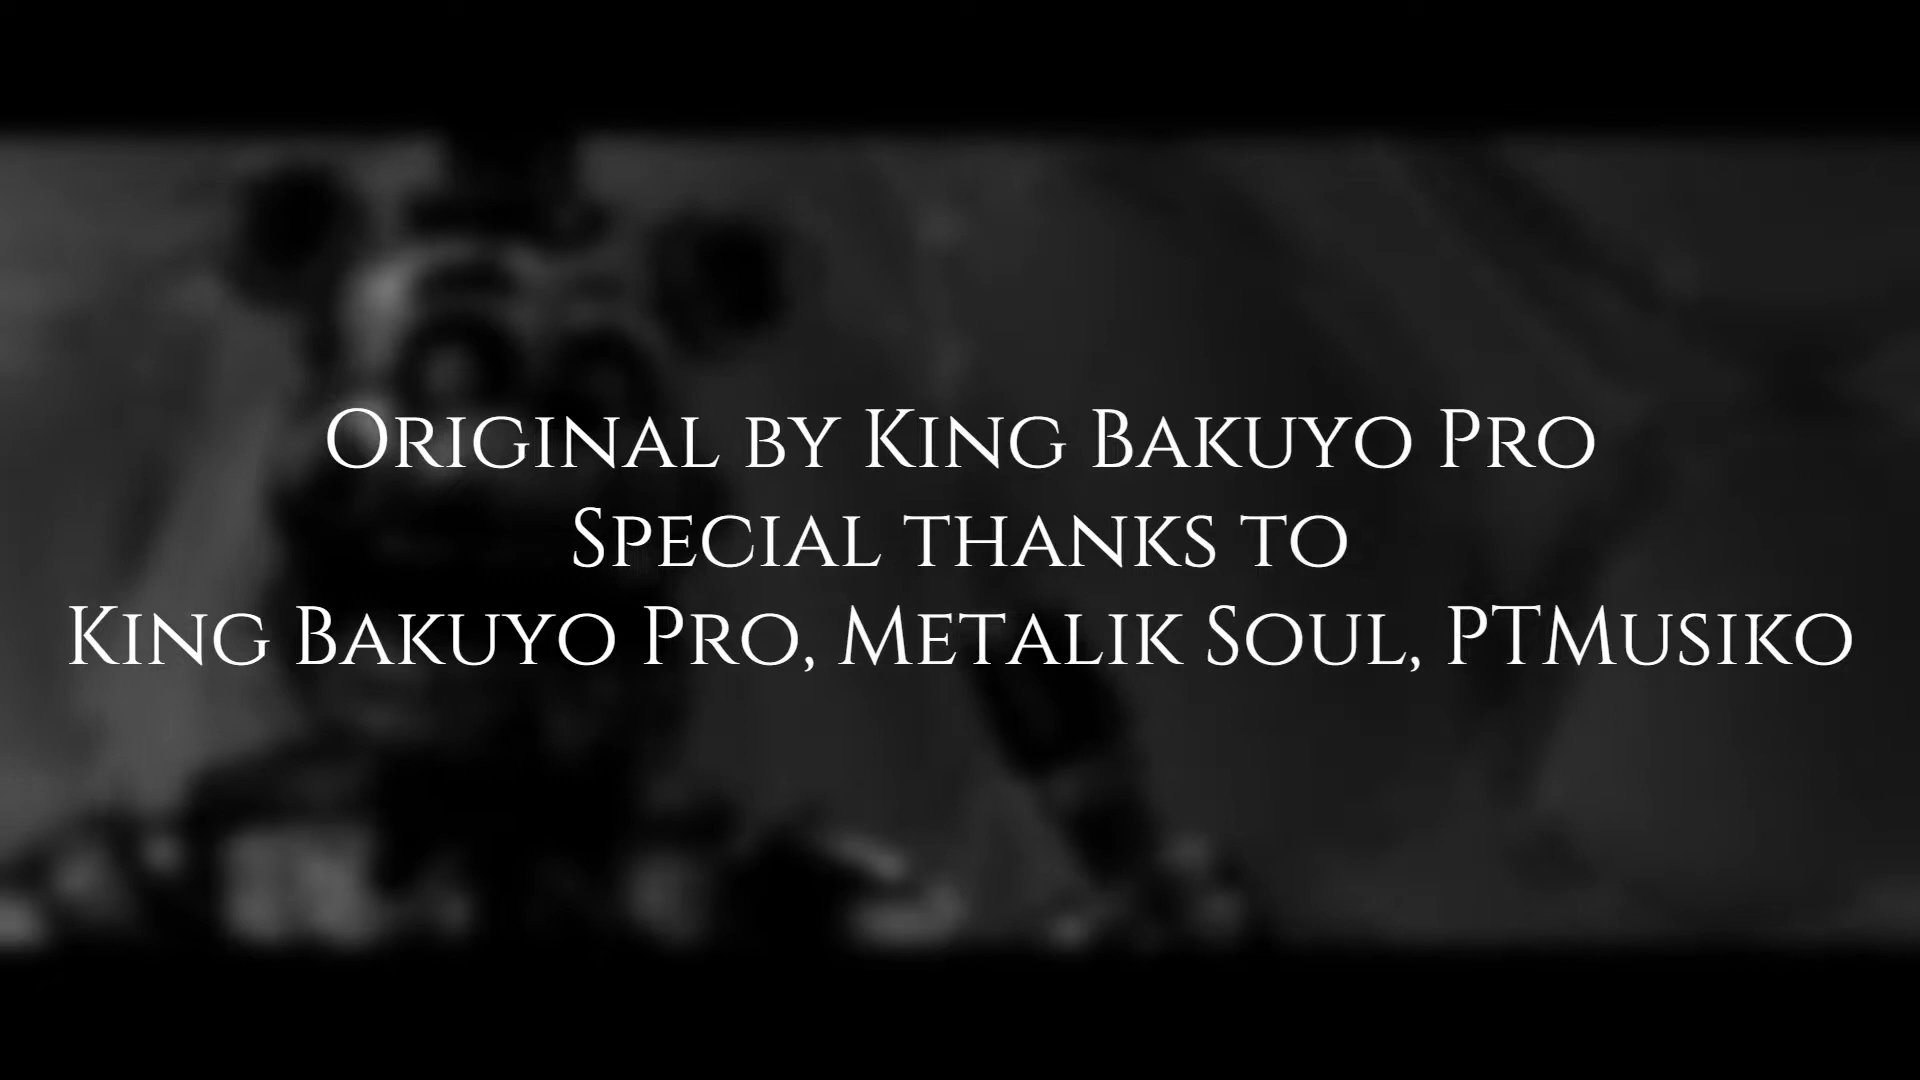 Original by King Bakuyo Pro
Special thanks to
King Bakuyo Pro, Metalik Soul, PTMusiko